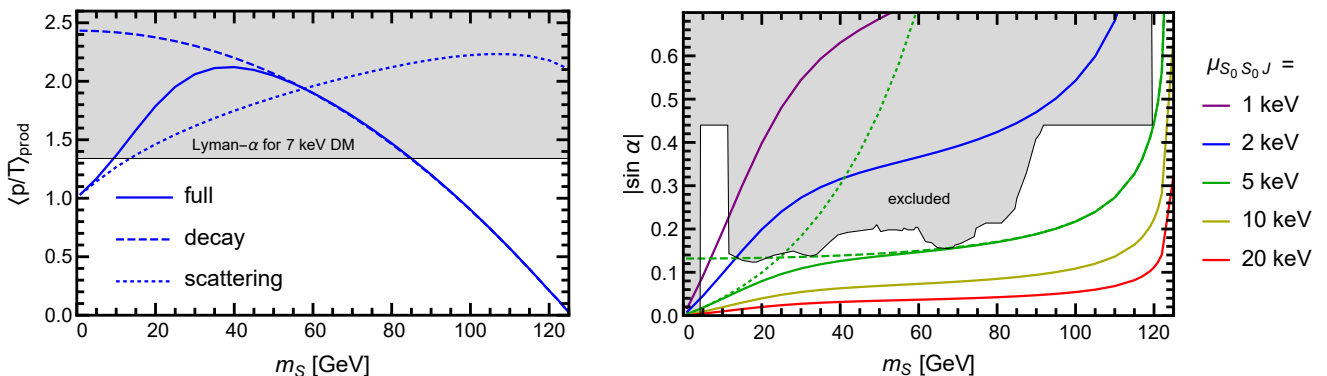 2.5
2.0
1.5
1.0
0.5
0.0
⟨p/T⟩prod
Lyman-α for 7 keV DM
full
decay
scattering
0 20 40 60 80 100 120
mS [GeV]
0.6
0.5
0.4
0.3
0.2
0.1
0.0
|sin α|
excluded
0 20 40 60 80 100 120
mS [GeV]
μS0 S0 J =
1 keV
2 keV
5 keV
10 keV
20 keV